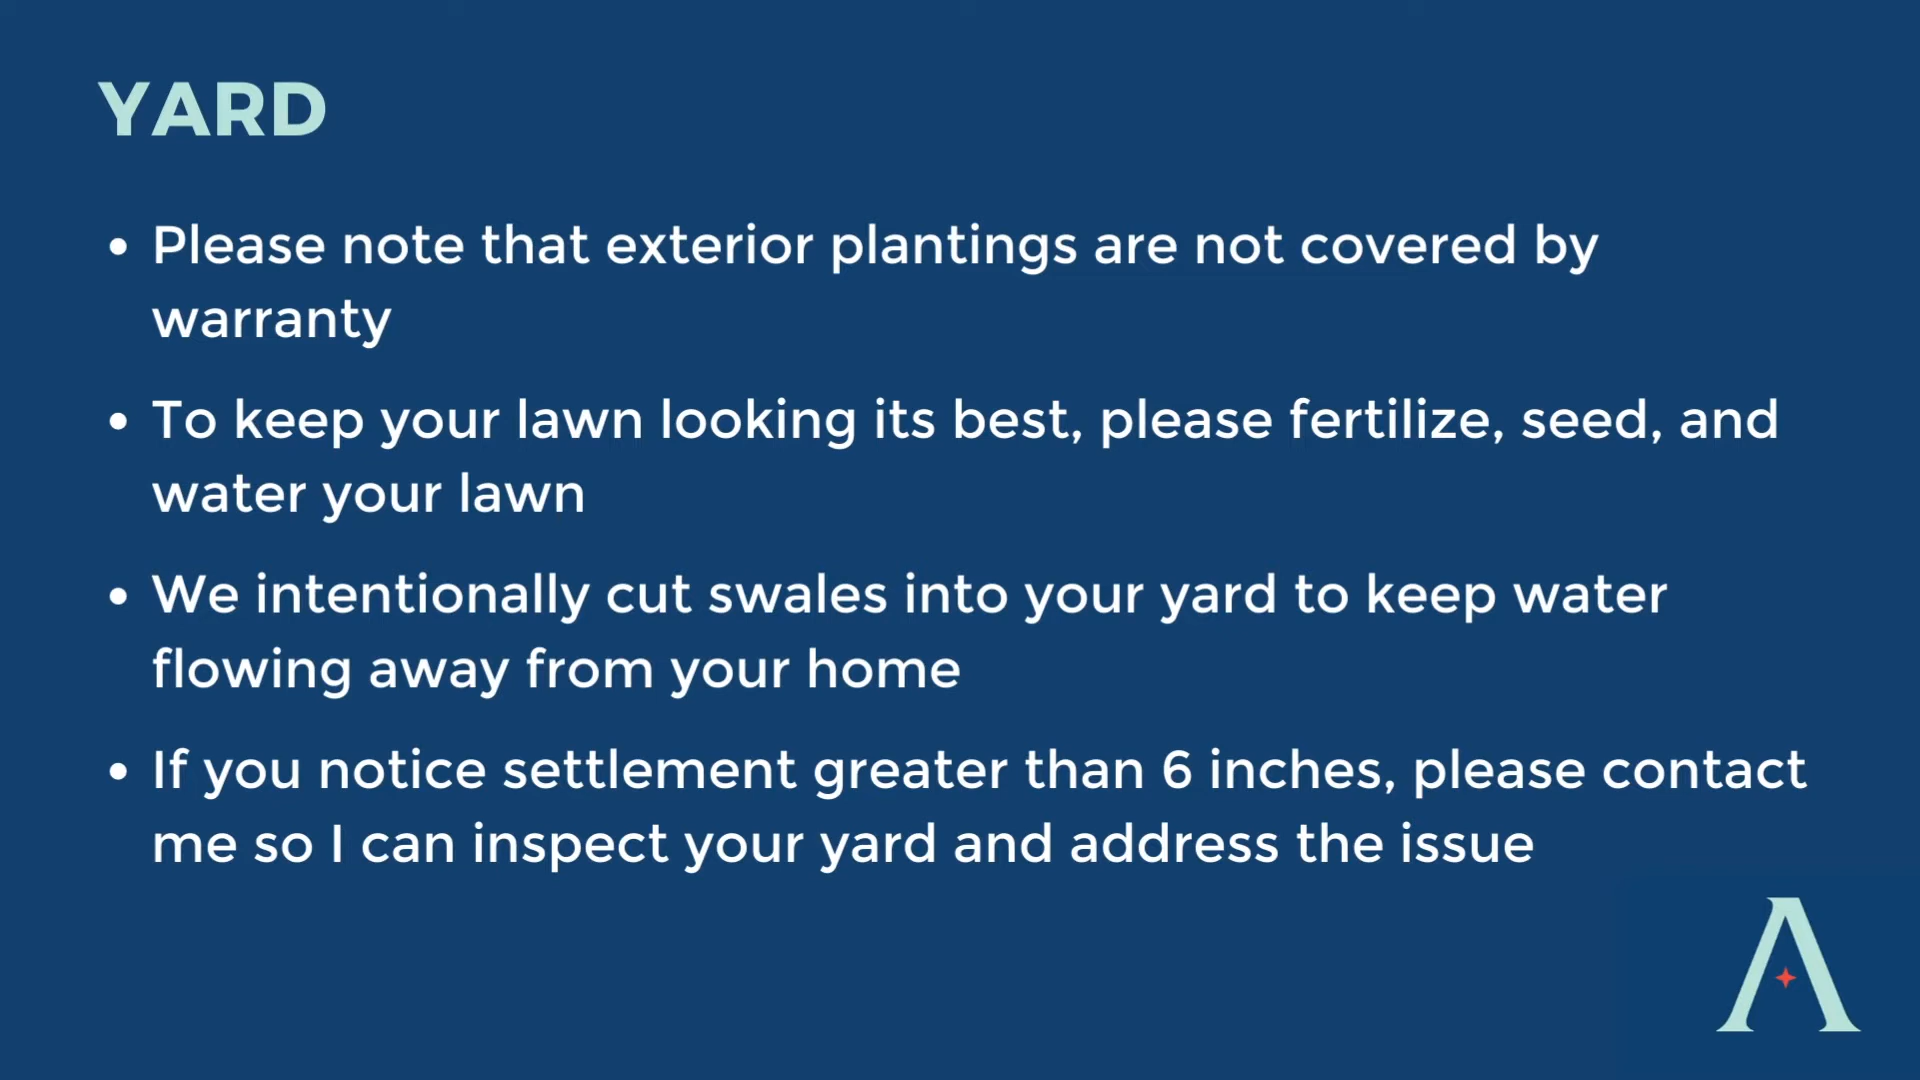 YARD
• Please note that exterior plantings are not covered by
warranty
• To keep your lawn looking its best, please fertilize, seed, and
water your lawn
• We intentionally cut swales into your yard to keep water
flowing away from your home
• If you notice settlement greater than 6 inches, please contact
me so I can inspect your yard and address the issue